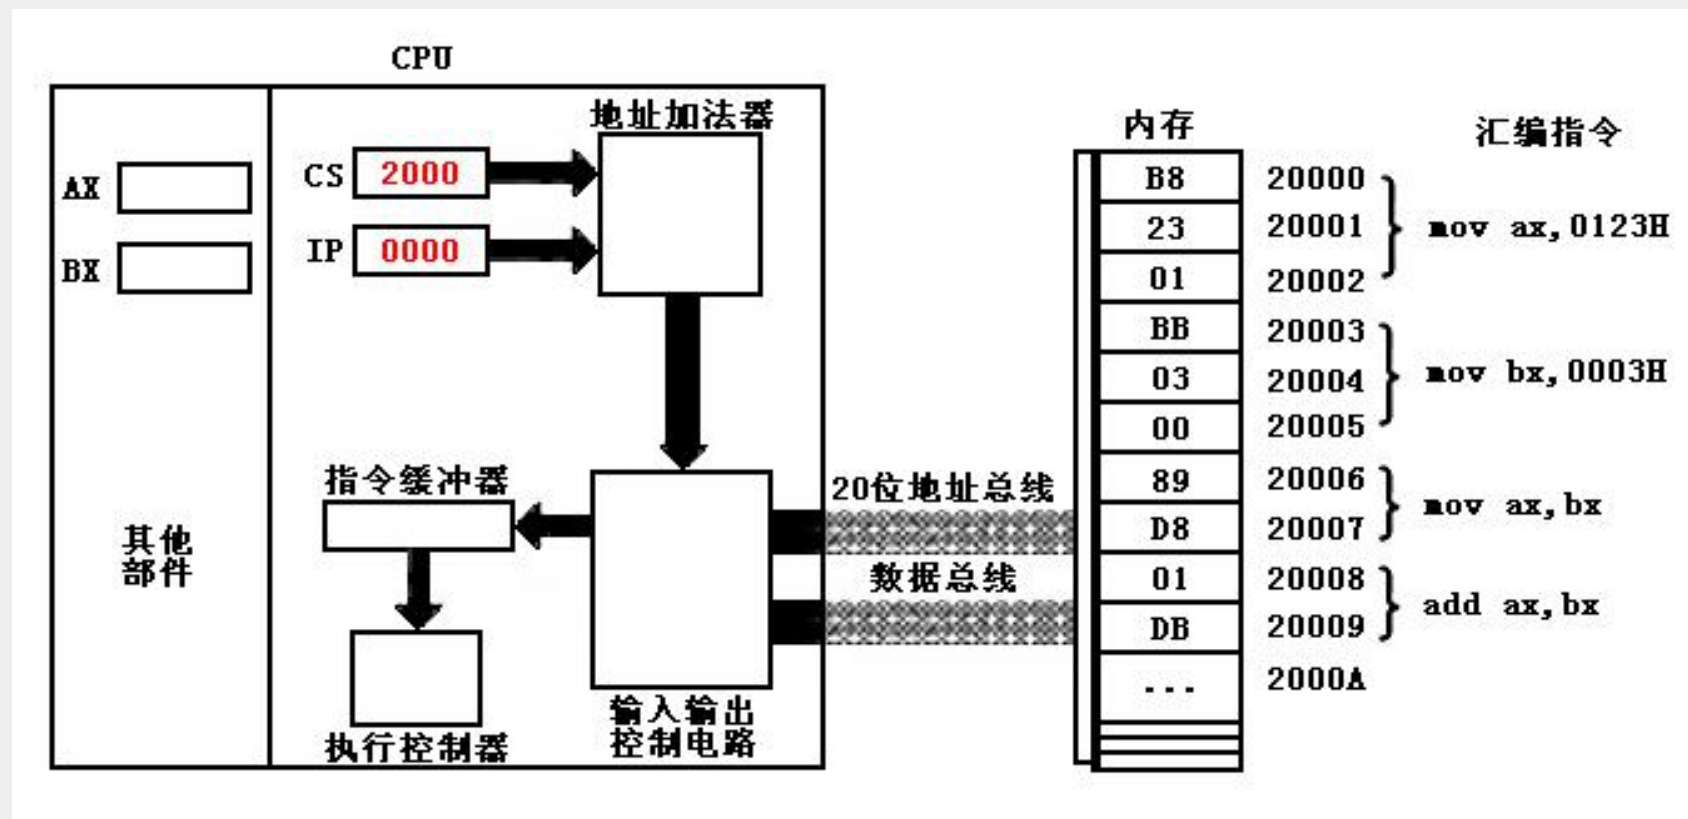 CPU
地址加法器
CS 2000
IP 0000
AX
BX
指令缓冲器
其他
部件
执行控制器
输入输出
控制电路
20位地址总线
数据总线
内存
汇编指令
B8 20000
23 20001 mov ax,0123H
01 20002
BB 20003
03 20004 mov bx,0003H
00 20005
89 20006
mov ax,bx
D8 20007
01 20008
add ax,bx
DB 20009
... 2000A